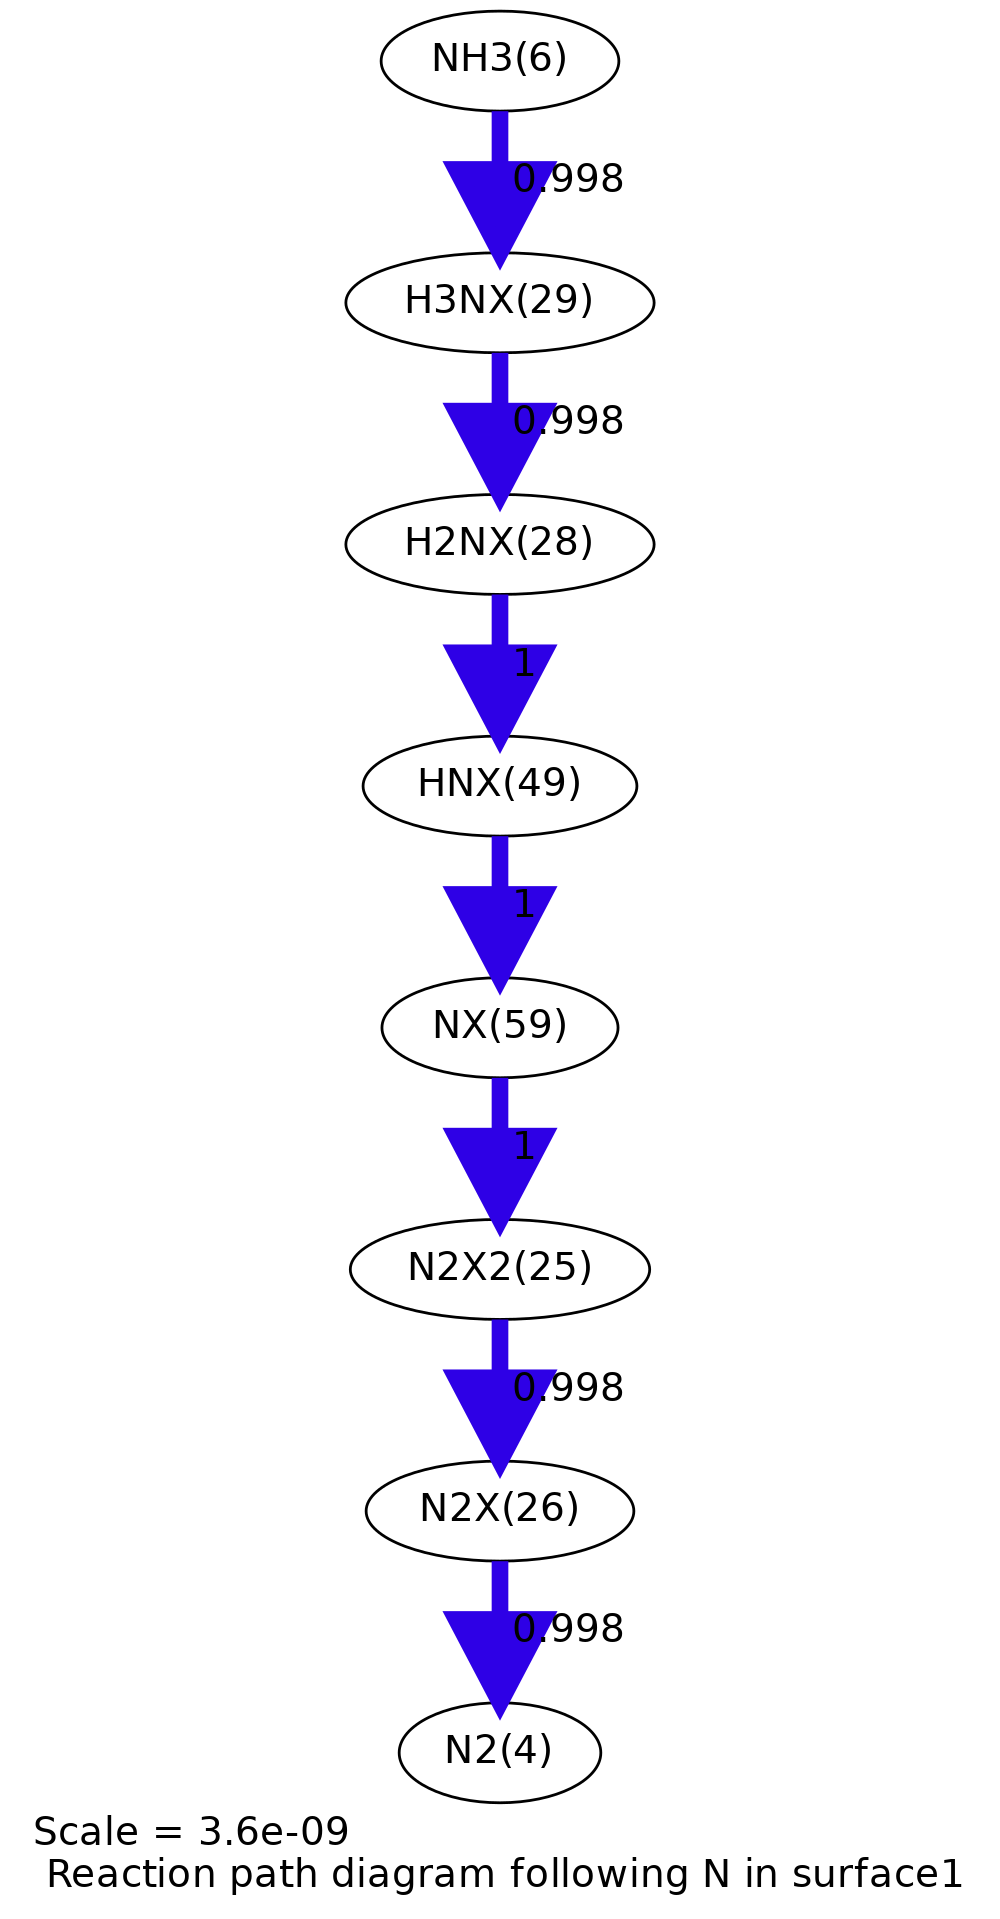 NH3(6)
0.998
H3NX(29)
0.998
H2NX(28)
1
HNX(49)
1
NX(59)
1
N2X2(25)
0.998
N2X(26)
0.998
N2(4)
Scale = 3.6e-09
Reaction path diagram following N in surface1